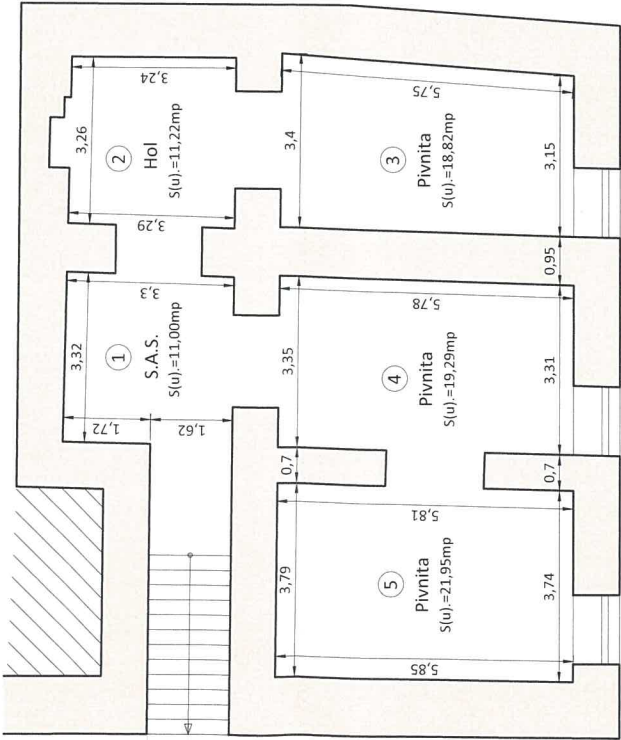 3,26
3,24
2
Hol
S(u).=11,22mp
3,29
3,32
3,3
1
S.A.S.
S(u).=11,00mp
1,72
1,62
3,4
5,75
3
Pivnita
S(u).=18,82mp
3,15
0,95
3,35
5,78
4
Pivnita
S(u).=19,29mp
3,31
0,7
0,7
3,79
5,81
5
Pivnita
S(u).=21,95mp
3,74
5,85